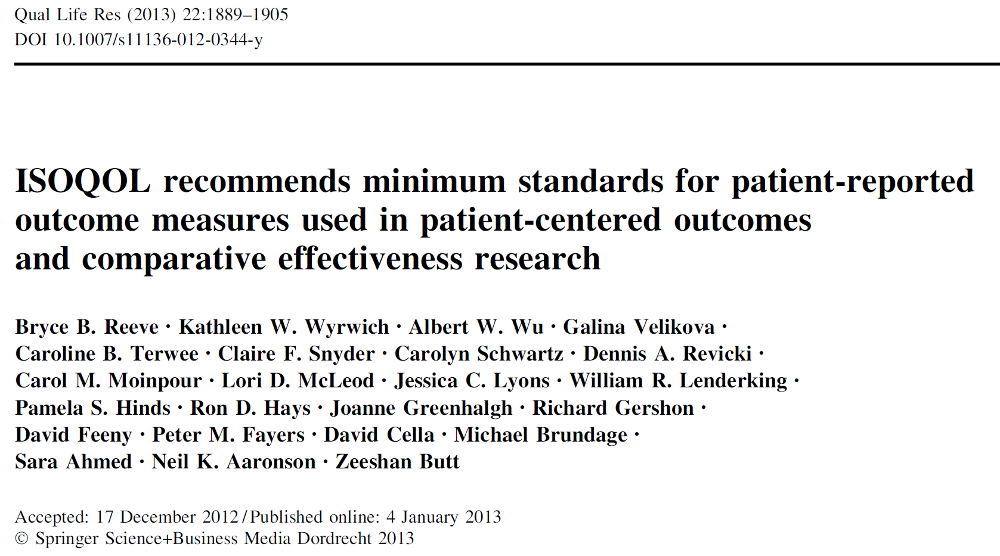 Qual Life Res (2013) 22:1889–1905
DOI 10.1007/s11136-012-0344-y
ISOQOL recommends minimum standards for patient-reported
outcome measures used in patient-centered outcomes
and comparative effectiveness research
Bryce B. Reeve · Kathleen W. Wyrwich · Albert W. Wu · Galina Velikova ·
Caroline B. Terwee · Claire F. Snyder · Carolyn Schwartz · Dennis A. Revicki ·
Carol M. Moinpour · Lori D. McLeod · Jessica C. Lyons · William R. Lenderking ·
Pamela S. Hinds · Ron D. Hays · Joanne Greenhalgh · Richard Gershon ·
David Feeny · Peter M. Fayers · David Cella · Michael Brundage ·
Sara Ahmed · Neil K. Aaronson · Zeeshan Butt
Accepted: 17 December 2012 / Published online: 4 January 2013
© Springer Science+Business Media Dordrecht 2013